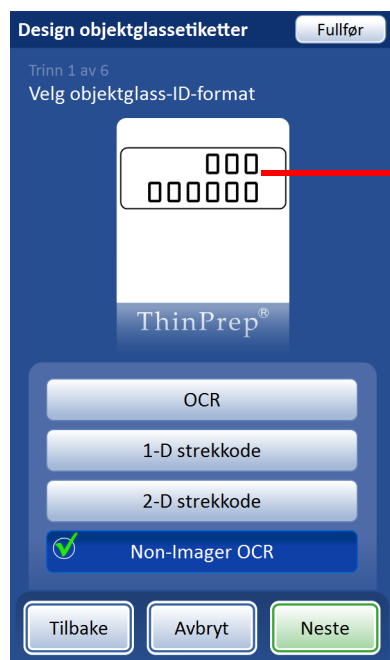 Design objektglassetiketter
Fullfør
Trinn 1 av 6
Velg objektglass-ID-format
000
000000
ThinPrep®
OCR
1-D strekkode
2-D strekkode
Non-Imager OCR
Tilbake
Avbryt
Neste